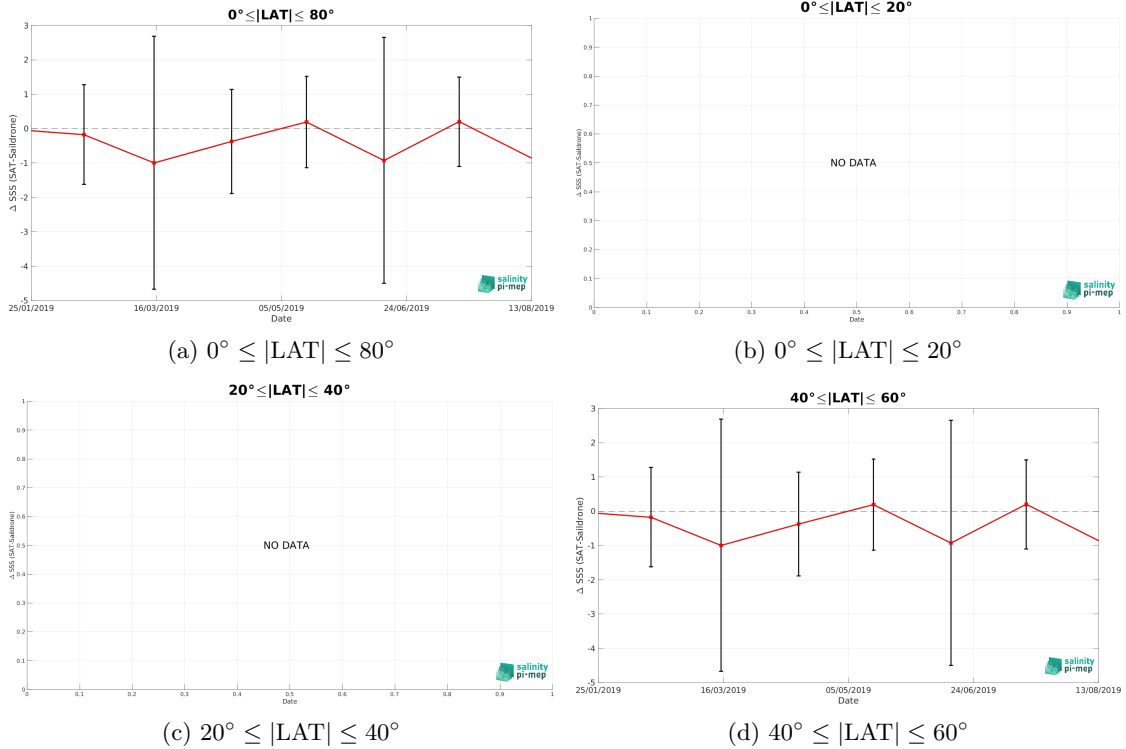 0°≤|LAT|≤ 80°
3
2
1
0
-1
-2
-3
-4
-5
Δ SSS (SAT-Saildrone)
25/01/2019 16/03/2019 05/05/2019 24/06/2019 13/08/2019
Date
salinity
pi-mep
(a) 0° ≤ |LAT| ≤ 80°
0°≤|LAT|≤ 20°
1
0.9
0.8
0.7
0.6
0.5
0.4
0.3
0.2
0.1
0
Δ SSS (SAT-Saildrone)
NO DATA
0 0.1 0.2 0.3 0.4 0.5 0.6 0.7 0.8 0.9 1
Date
salinity
pi-mep
(b) 0° ≤ |LAT| ≤ 20°
20°≤|LAT|≤ 40°
1
0.9
0.8
0.7
0.6
0.5
0.4
0.3
0.2
0.1
0
Δ SSS (SAT-Saildrone)
NO DATA
0 0.1 0.2 0.3 0.4 0.5 0.6 0.7 0.8 0.9 1
Date
salinity
pi-mep
(c) 20° ≤ |LAT| ≤ 40°
40°≤|LAT|≤ 60°
3
2
1
0
-1
-2
-3
-4
-5
Δ SSS (SAT-Saildrone)
25/01/2019 16/03/2019 05/05/2019 24/06/2019 13/08/2019
Date
salinity
pi-mep
(d) 40° ≤ |LAT| ≤ 60°